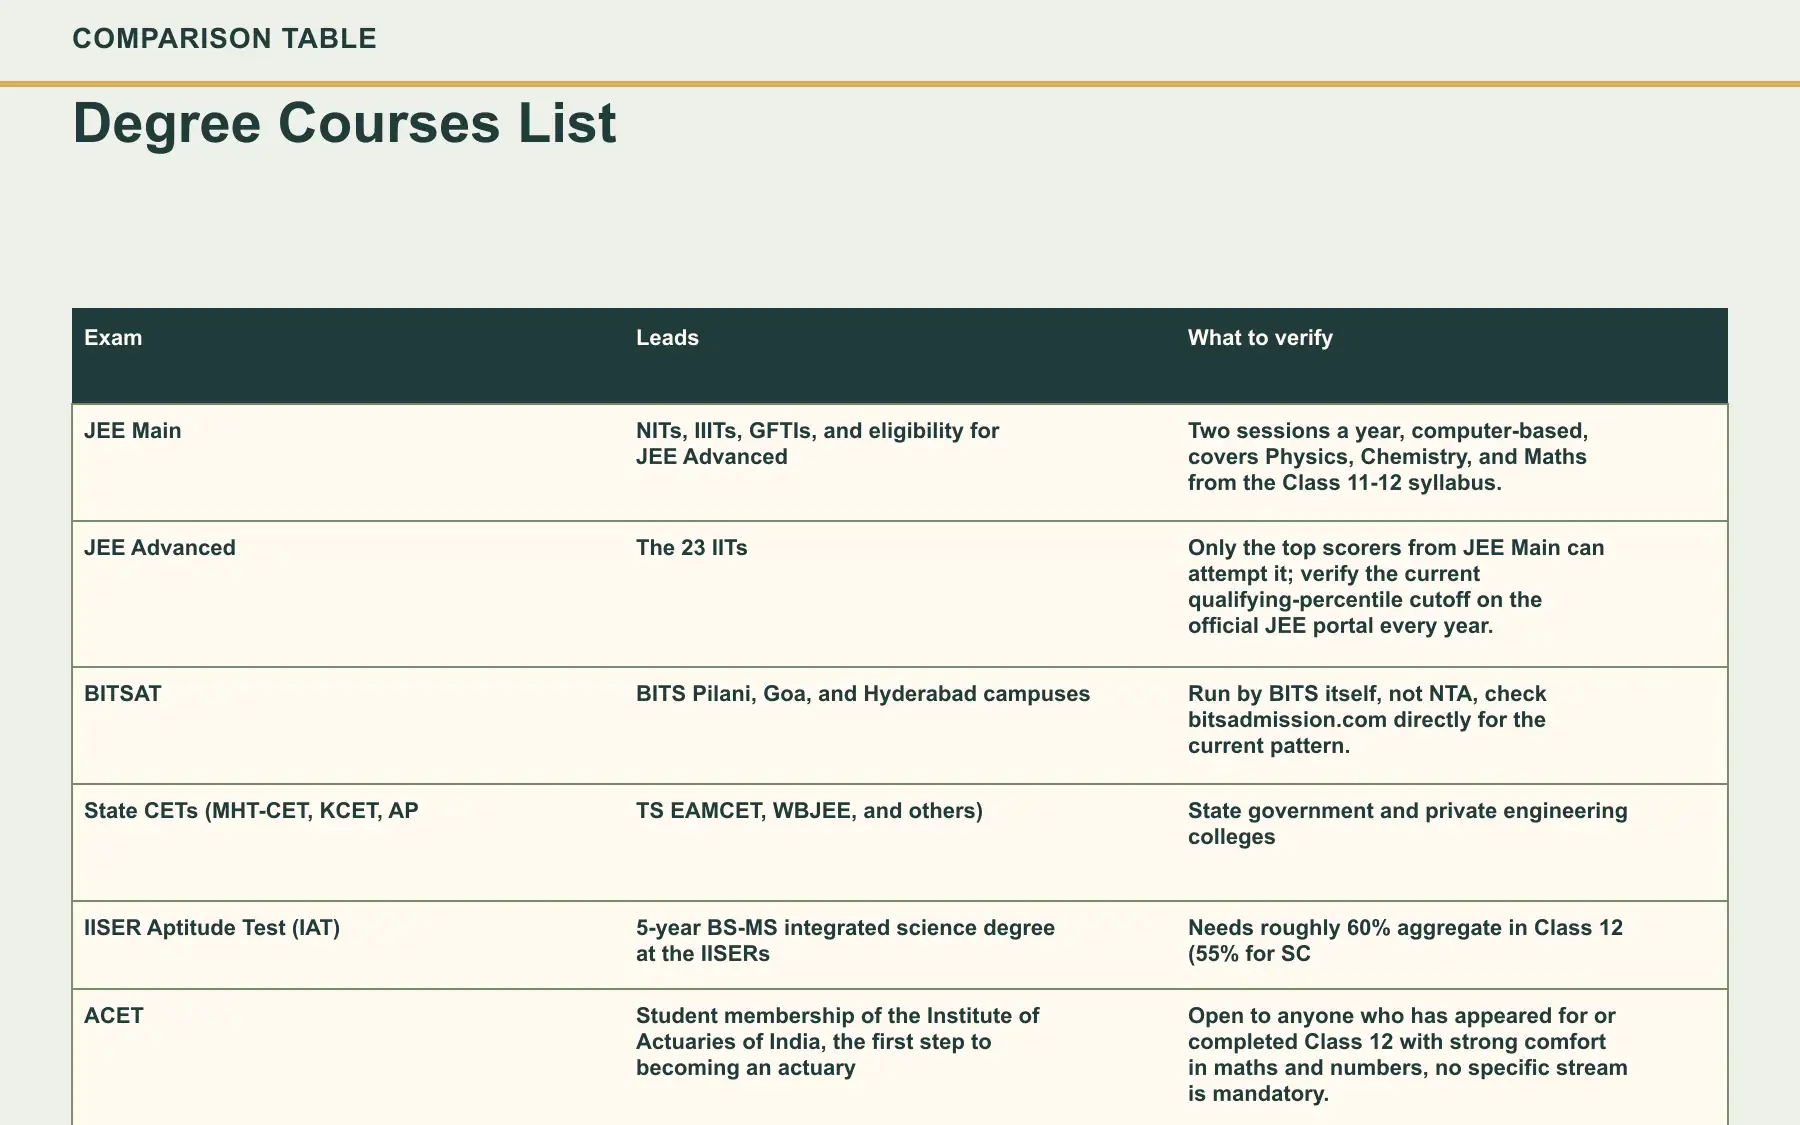 COMPARISON TABLE
Degree Courses List
Exam
Leads
What to verify
JEE Main
NITs, IIITs, GFTIs, and eligibility for
JEE Advanced
Two sessions a year, computer-based,
covers Physics, Chemistry, and Maths
from the Class 11-12 syllabus.
JEE Advanced
The 23 IITs
Only the top scorers from JEE Main can
attempt it; verify the current
qualifying-percentile cutoff on the
official JEE portal every year.
BITSAT
BITS Pilani, Goa, and Hyderabad campuses
Run by BITS itself, not NTA, check
bitsadmission.com directly for the
current pattern.
State CETs (MHT-CET, KCET, AP
TS EAMCET, WBJEE, and others)
State government and private engineering
colleges
IISER Aptitude Test (IAT)
5-year BS-MS integrated science degree
at the IISERs
Needs roughly 60% aggregate in Class 12
(55% for SC
ACET
Student membership of the Institute of
Actuaries of India, the first step to
becoming an actuary
Open to anyone who has appeared for or
completed Class 12 with strong comfort
in maths and numbers, no specific stream
is mandatory.